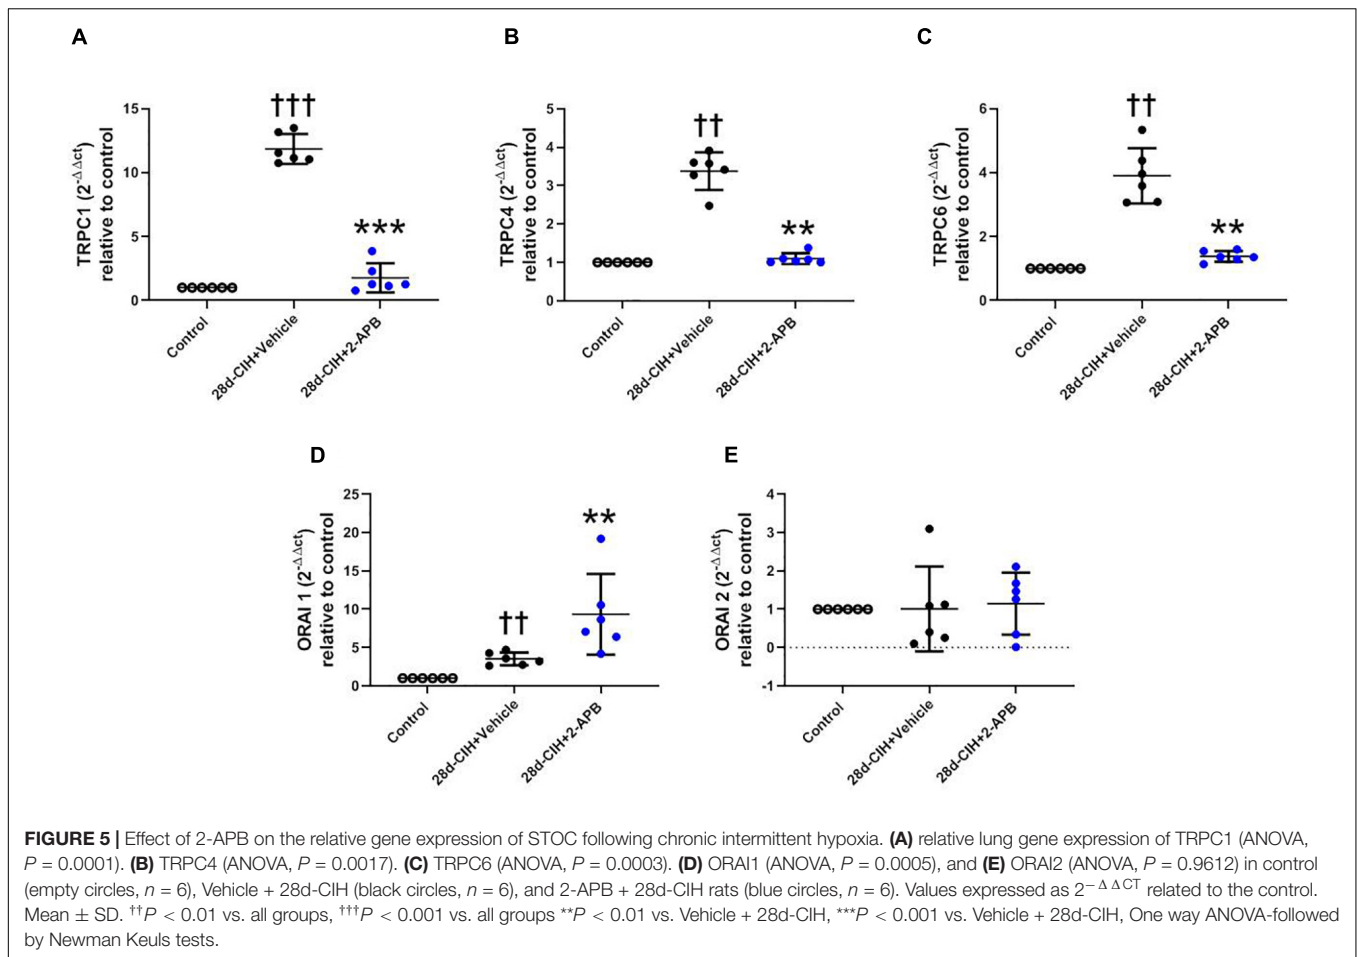 A
B
C
TRPC1 (2^-ΔΔct)
relative to control
15
10
5
0
†††
***
Control
28d-CIH+Vehicle
28d-CIH+2-APB
TRPC4 (2^-ΔΔct)
relative to control
5
4
3
2
1
0
††
**
Control
28d-CIH+Vehicle
28d-CIH+2-APB
TRPC6 (2^-ΔΔct)
relative to control
6
4
2
0
††
**
Control
28d-CIH+Vehicle
28d-CIH+2-APB
D
E
ORAI 1 (2^-ΔΔct)
relative to control
25
20
15
10
5
0
††
**
Control
28d-CIH+Vehicle
28d-CIH+2-APB
ORAI 2 (2^-ΔΔct)
relative to control
4
3
2
1
0
-1
Control
28d-CIH+Vehicle
28d-CIH+2-APB
FIGURE 5 | Effect of 2-APB on the relative gene expression of STOC following chronic intermittent hypoxia. (A) relative lung gene expression of TRPC1 (ANOVA,
P = 0.0001). (B) TRPC4 (ANOVA, P = 0.0017). (C) TRPC6 (ANOVA, P = 0.0003). (D) ORAI1 (ANOVA, P = 0.0005), and (E) ORAI2 (ANOVA, P = 0.9612) in control
(empty circles, n = 6), Vehicle + 28d-CIH (black circles, n = 6), and 2-APB + 28d-CIH rats (blue circles, n = 6). Values expressed as 2^−ΔΔCT related to the control.
Mean ± SD. ††P < 0.01 vs. all groups, †††P < 0.001 vs. all groups **P < 0.01 vs. Vehicle + 28d-CIH, ***P < 0.001 vs. Vehicle + 28d-CIH, One way ANOVA-followed
by Newman Keuls tests.